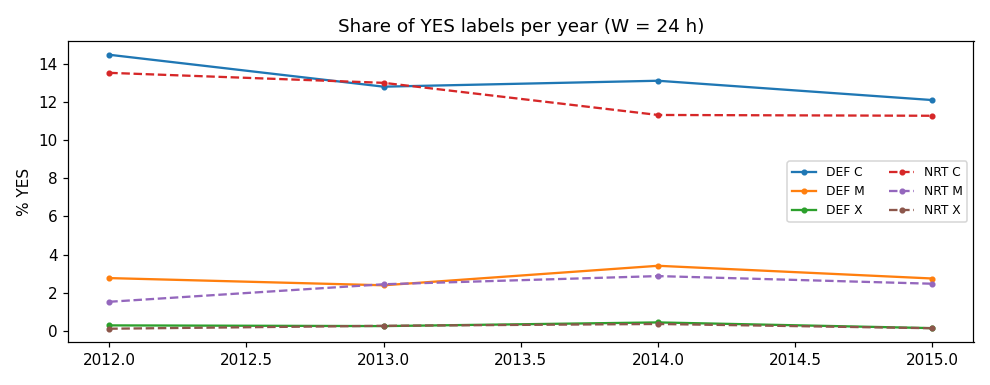 Share of YES labels per year (W = 24 h)
% YES
14
12
10
8
6
4
2
0
DEF C
DEF M
DEF X
NRT C
NRT M
NRT X
2012.0 2012.5 2013.0 2013.5 2014.0 2014.5 2015.0